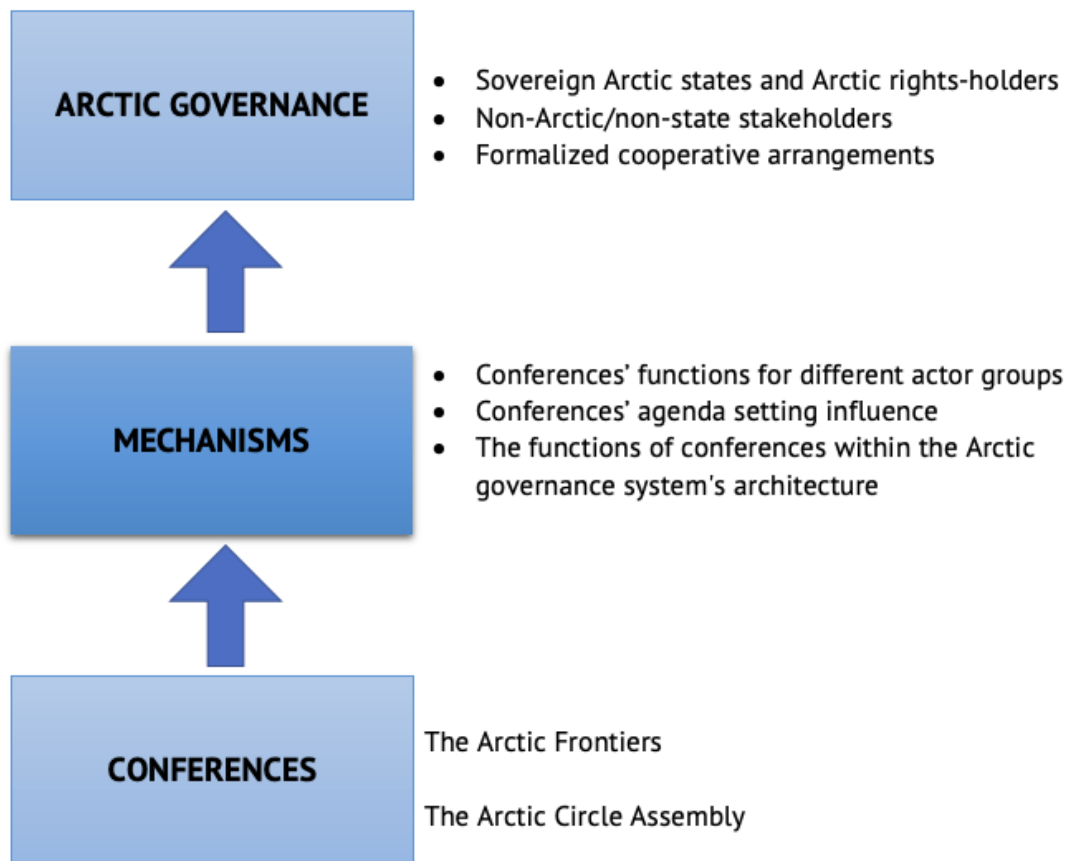 ARCTIC GOVERNANCE
• Sovereign Arctic states and Arctic rights-holders
• Non-Arctic/non-state stakeholders
• Formalized cooperative arrangements
MECHANISMS
• Conferences’ functions for different actor groups
• Conferences’ agenda setting influence
• The functions of conferences within the Arctic
governance system's architecture
CONFERENCES
The Arctic Frontiers
The Arctic Circle Assembly